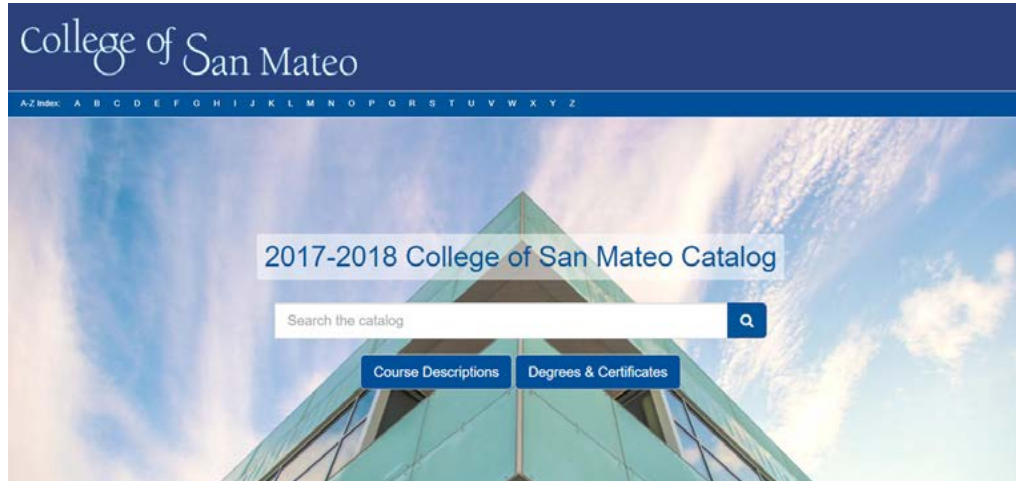 College of San Mateo
A-Z Index: A B C D E F G H I J K L M N O P Q R S T U V W X Y Z
2017-2018 College of San Mateo Catalog
Search the catalog
Course Descriptions Degrees & Certificates